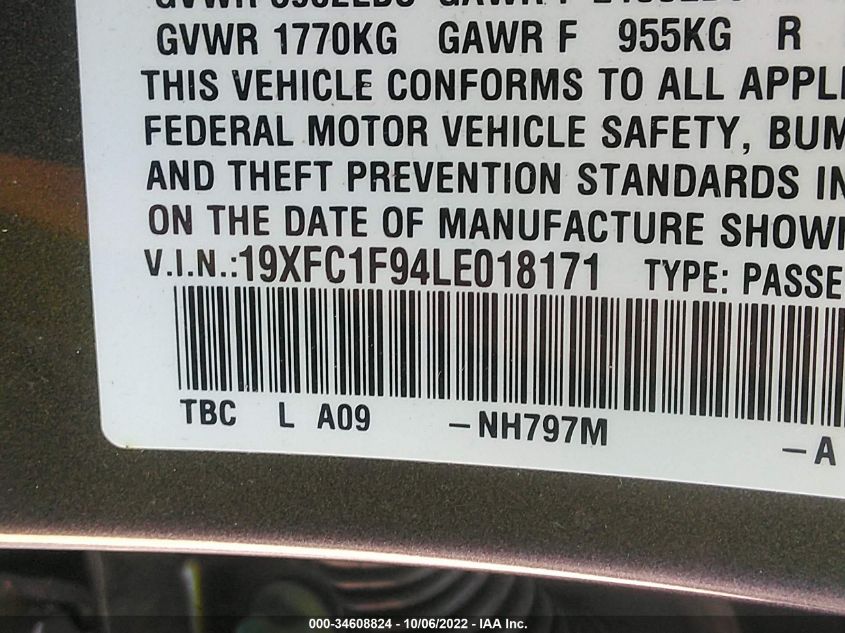 GVWR 1770KG GAWR F 955KG R
THIS VEHICLE CONFORMS TO ALL APPLI
FEDERAL MOTOR VEHICLE SAFETY, BUM
AND THEFT PREVENTION STANDARDS IN
ON THE DATE OF MANUFACTURE SHOWN
V.I.N.:19XFC1F94LE018171 TYPE: PASSE
TBC L A09 -NH797M -A
000-34608824 - 10/06/2022 - IAA Inc.